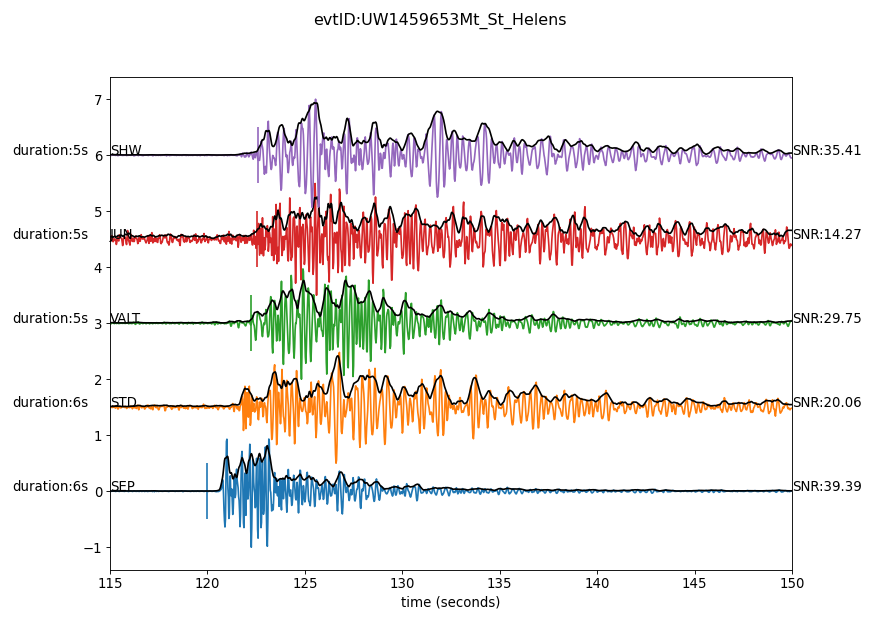 evtID:UW1459653Mt_St_Helens
7
duration:5s SHW 6 SNR:35.41
5
duration:5s JUN SNR:14.27
4
duration:5s VALT 3 SNR:29.75
2
duration:6s STD SNR:20.06
1
duration:6s SEP 0 SNR:39.39
−1
115 120 125 130 135 140 145 150
time (seconds)